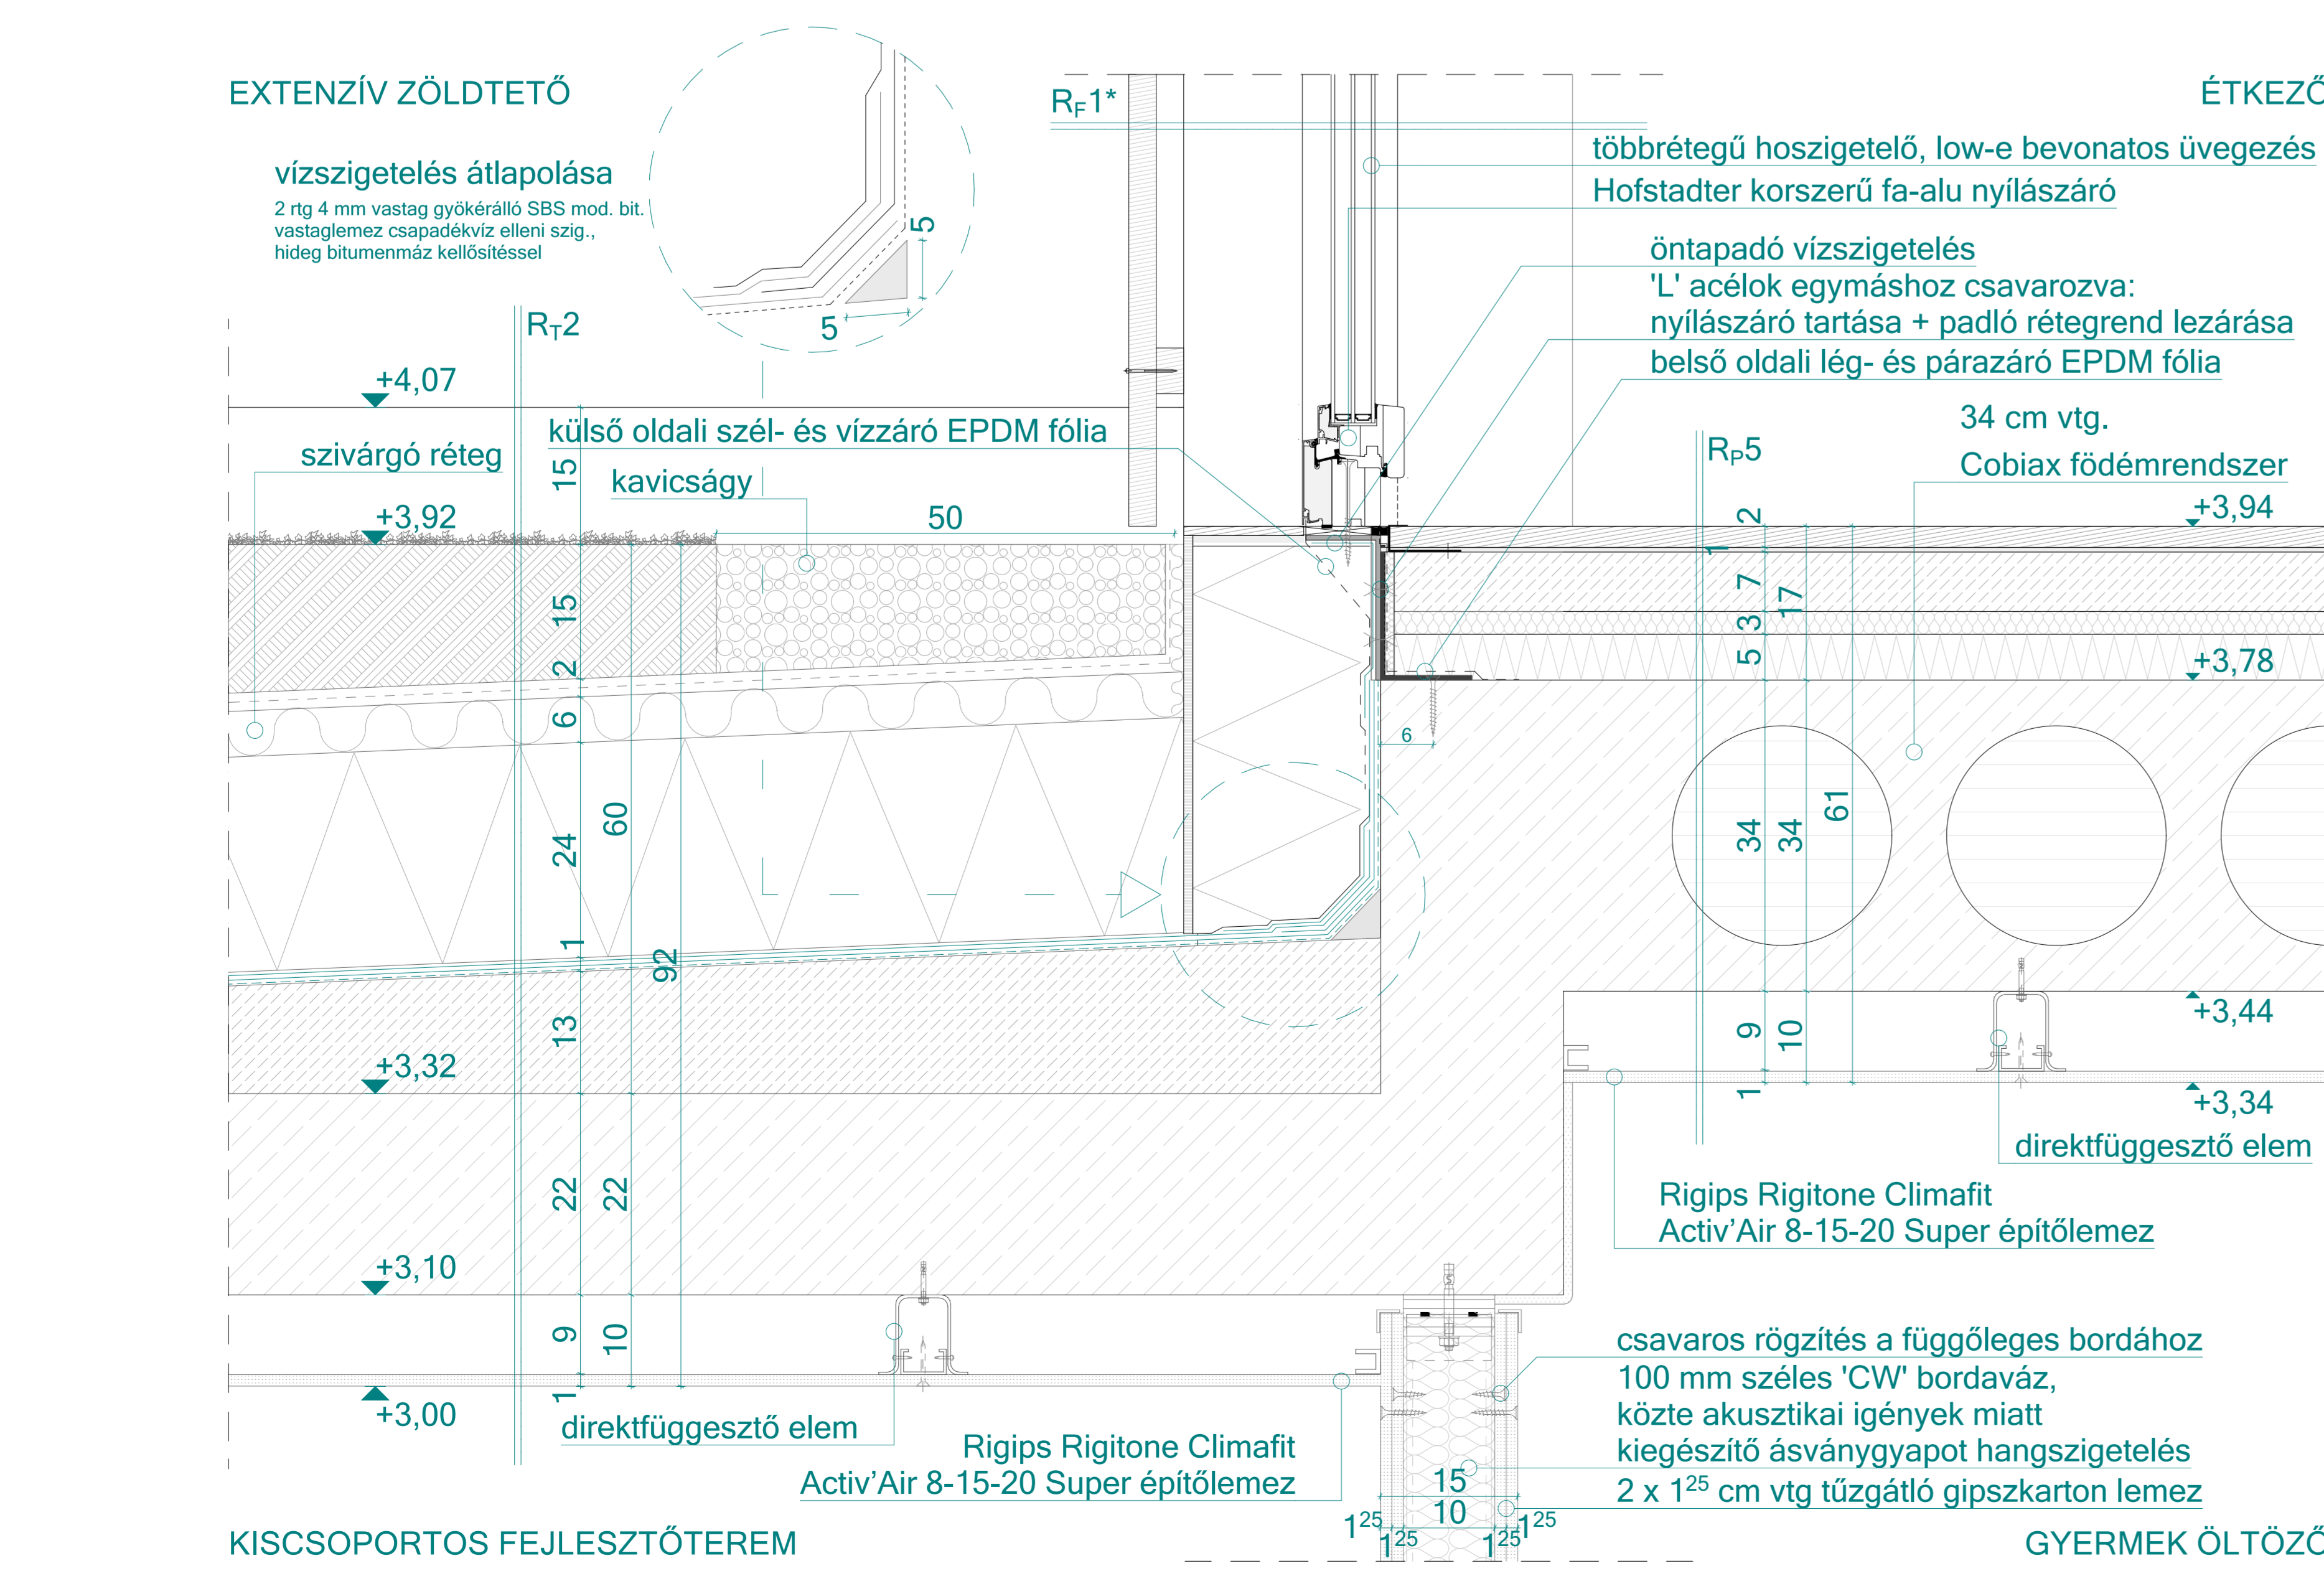 EXTENZÍV ZÖLDTETŐ
vízszigetelés átlapolása
2 rtg 4 mm vastag gyökérálló SBS mod. bit.
vastaglemez csapadékvíz elleni szig.,
hideg bitumenmáz kellősítéssel
5
5
R_F1*
ÉTKEZŐ
többrétegű hoszigetelő, low-e bevonatos üvegezés
Hofstadter korszerű fa-alu nyílászáró
öntapadó vízszigetelés
'L' acélok egymáshoz csavarozva:
nyílászáró tartása + padló rétegrend lezárása
belső oldali lég- és párazáró EPDM fólia
34 cm vtg.
Cobiax födémrendszer
R_T2
+4,07
külső oldali szél- és vízzáró EPDM fólia
szivárgó réteg
kavicságy
R_P5
+3,92
50
+3,94
+3,78
15
15
2
6
24
1
13
22
9
1
60
22
10
92
2
1
7
3
5
34
9
1
17
34
10
61
6
+3,32
+3,10
+3,00
+3,44
+3,34
direktfüggesztő elem
Rigips Rigitone Climafit
Activ’Air 8-15-20 Super építőlemez
direktfüggesztő elem
Rigips Rigitone Climafit
Activ’Air 8-15-20 Super építőlemez
csavaros rögzítés a függőleges bordához
100 mm széles 'CW' bordaváz,
közte akusztikai igények miatt
kiegészítő ásványgyapot hangszigetelés
2 x 1²⁵ cm vtg tűzgátló gipszkarton lemez
15
10
1²⁵ 1²⁵
1²⁵ 1²⁵
KISCSOPORTOS FEJLESZTŐTEREM
GYERMEK ÖLTÖZŐ